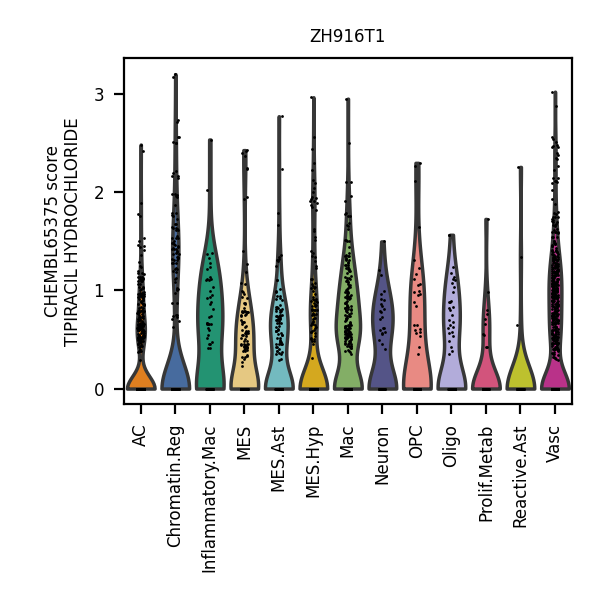 ZH916T1
CHEMBL65375 score
TIPIRACIL HYDROCHLORIDE
3
2
1
0
AC
Chromatin.Reg
Inflammatory.Mac
MES
MES.Ast
MES.Hyp
Mac
Neuron
OPC
Oligo
Prolif.Metab
Reactive.Ast
Vasc